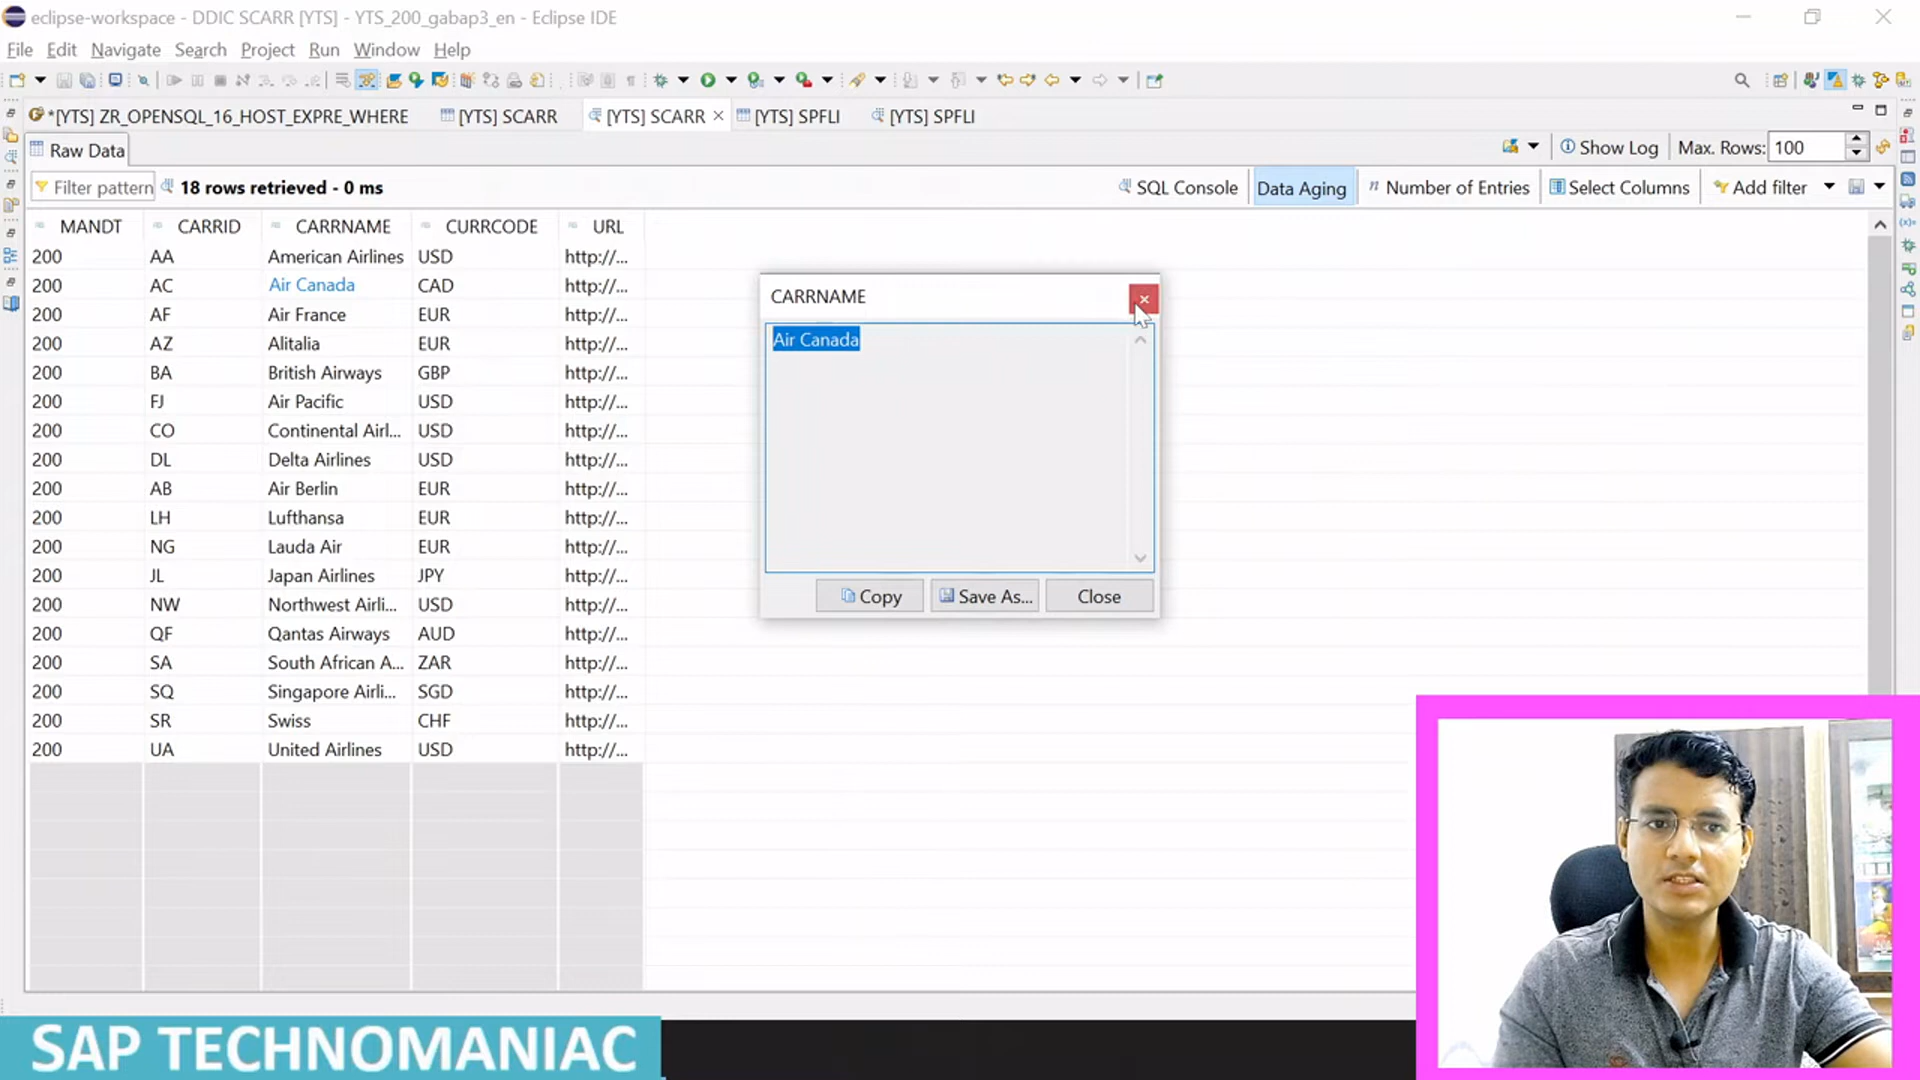 eclipse-workspace - DDIC SCARR [YTS] - YTS_200_gabap3_en - Eclipse IDE
File Edit Navigate Search Project Run Window Help
*[YTS] ZR_OPENSQL_16_HOST_EXPRE_WHERE [YTS] SCARR [YTS] SCARR [YTS] SPFLI [YTS] SPFLI
Raw Data Show Log Max. Rows: 100
Filter pattern 18 rows retrieved - 0 ms SQL Console Data Aging Number of Entries Select Columns Add filter
MANDT CARRID CARRNAME CURRCODE URL
200 AA American Airlines USD http://...
200 AC Air Canada CAD http://...
200 AF Air France EUR http://...
200 AZ Alitalia EUR http://...
200 BA British Airways GBP http://...
200 FJ Air Pacific USD http://...
200 CO Continental Airl... USD http://...
200 DL Delta Airlines USD http://...
200 AB Air Berlin EUR http://...
200 LH Lufthansa EUR http://...
200 NG Lauda Air EUR http://...
200 JL Japan Airlines JPY http://...
200 NW Northwest Airli... USD http://...
200 QF Qantas Airways AUD http://...
200 SA South African A... ZAR http://...
200 SQ Singapore Airli... SGD http://...
200 SR Swiss CHF http://...
200 UA United Airlines USD http://...
CARRNAME
Air Canada
Copy Save As... Close
SAP TECHNOMANIAC